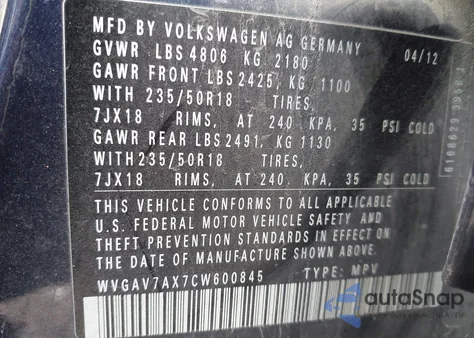 MFD BY VOLKSWAGEN AG GERMANY
GVWR LBS 4806 KG 2180 04/12
GAWR FRONT LBS 2425, KG 1100
WITH 235/50R18 TIRES,
7JX18 RIMS, AT 240 KPA, 35 PSI COLD
GAWR REAR LBS 2491, KG 1130
WITH 235/50R18 TIRES,
7JX18 RIMS, AT 240 KPA, 35 PSI COLD
THIS VEHICLE CONFORMS TO ALL APPLICABLE
U.S. FEDERAL MOTOR VEHICLE SAFETY AND
THEFT PREVENTION STANDARDS IN EFFECT ON
THE DATE OF MANUFACTURE SHOWN ABOVE.
WVGAV7AX7CW600845 TYPE: MPV
autoSnap